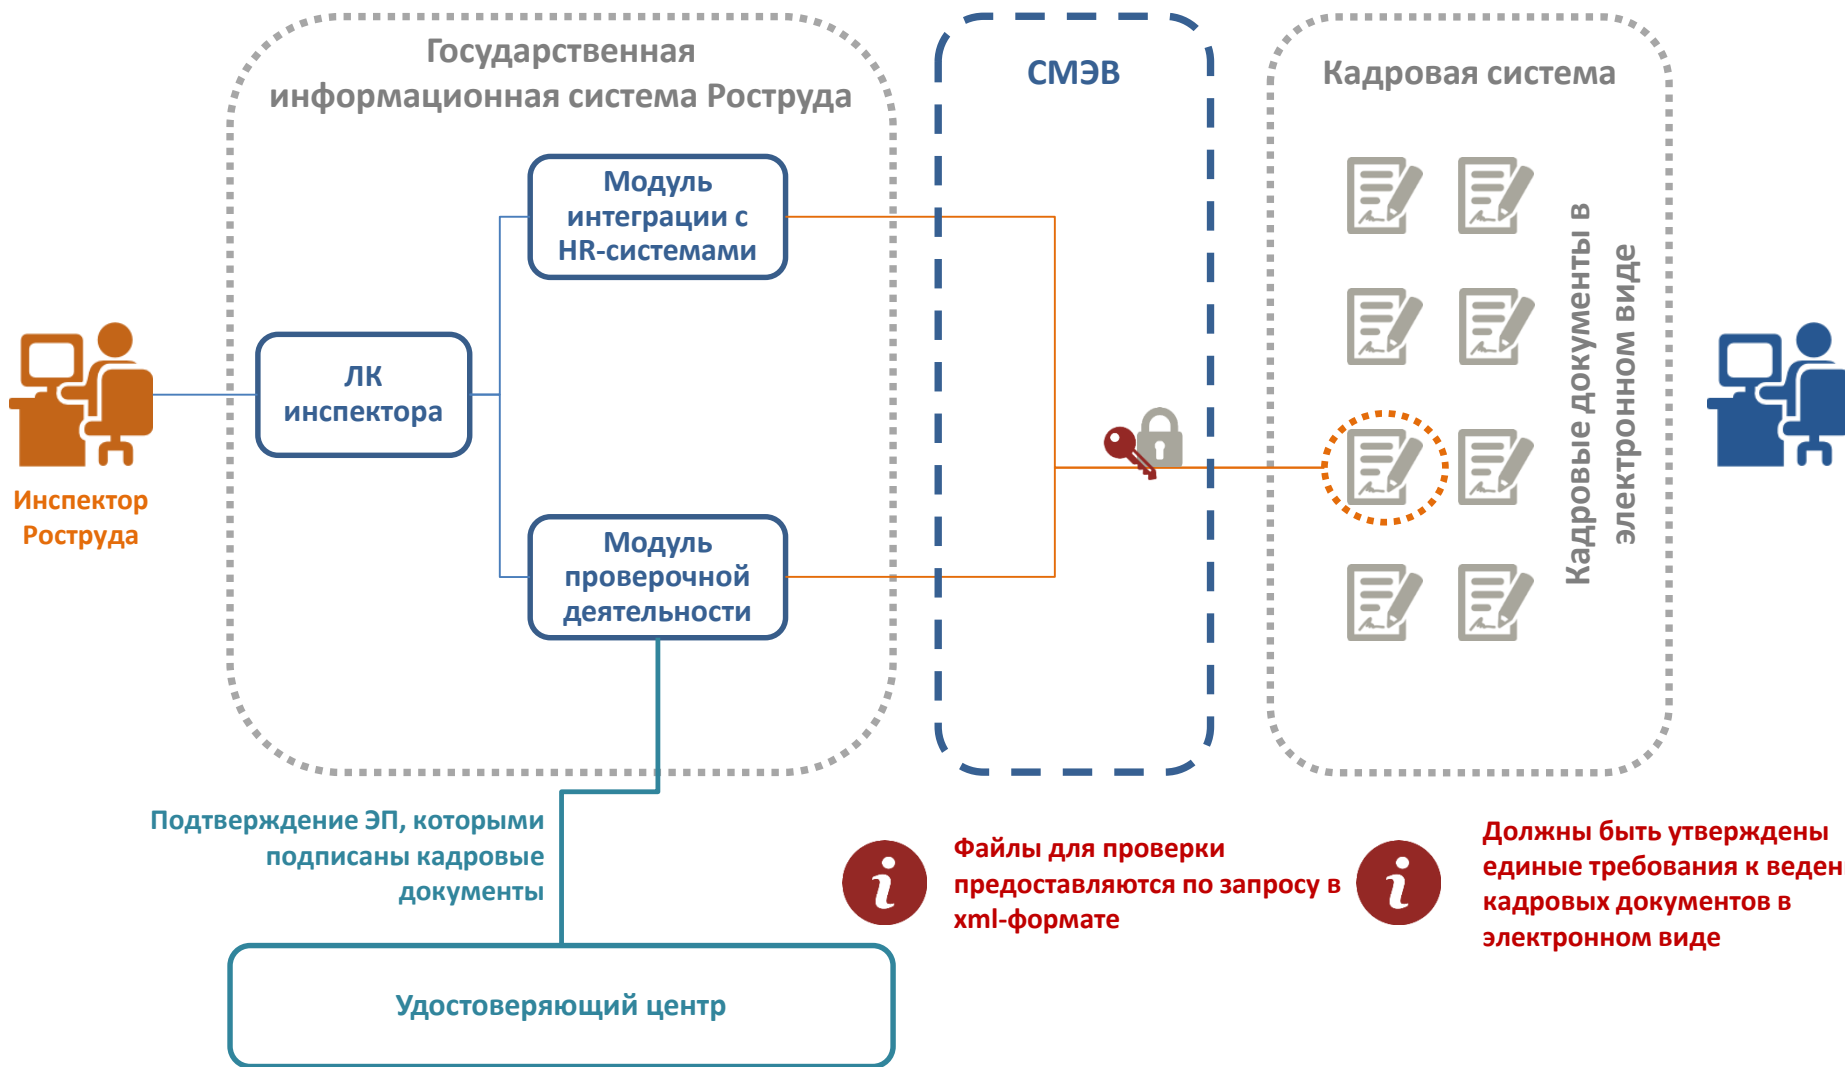 Государственная
информационная система Роструда
СМЭВ
Кадровая система
Модуль
интеграции с
HR-системами
ЛК
инспектора
Инспектор
Роструда
Модуль
проверочной
деятельности
Кадровые документы в
электронном виде
Подтверждение ЭП, которыми
подписаны кадровые
документы
Удостоверяющий центр
Файлы для проверки
предоставляются по запросу в
xml-формате
Должны быть утверждены
единые требования к веден
кадровых документов в
электронном виде